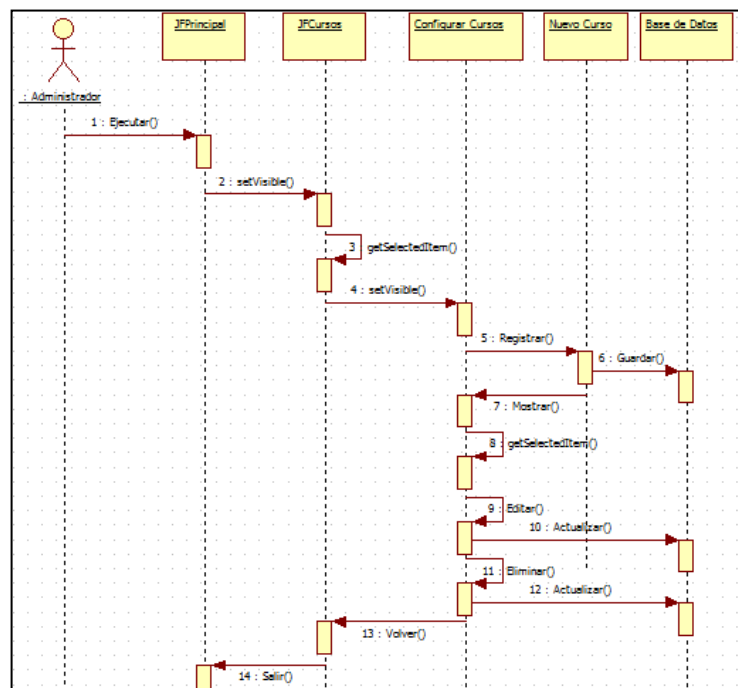 JFPrincipal
JFCursos
Configurar Cursos
Nuevo Curso
Base de Datos
: Administrador
1 : Ejecutar()
2 : setVisible()
3 getSelectedItem()
4 : setVisible()
5 : Registrar()
6 : Guardar()
7 : Mostrar()
8 : getSelectedItem()
9 : Editar()
10 : Actualizar()
11 : Eliminar()
12 : Actualizar()
13 : Volver()
14 : Salir()